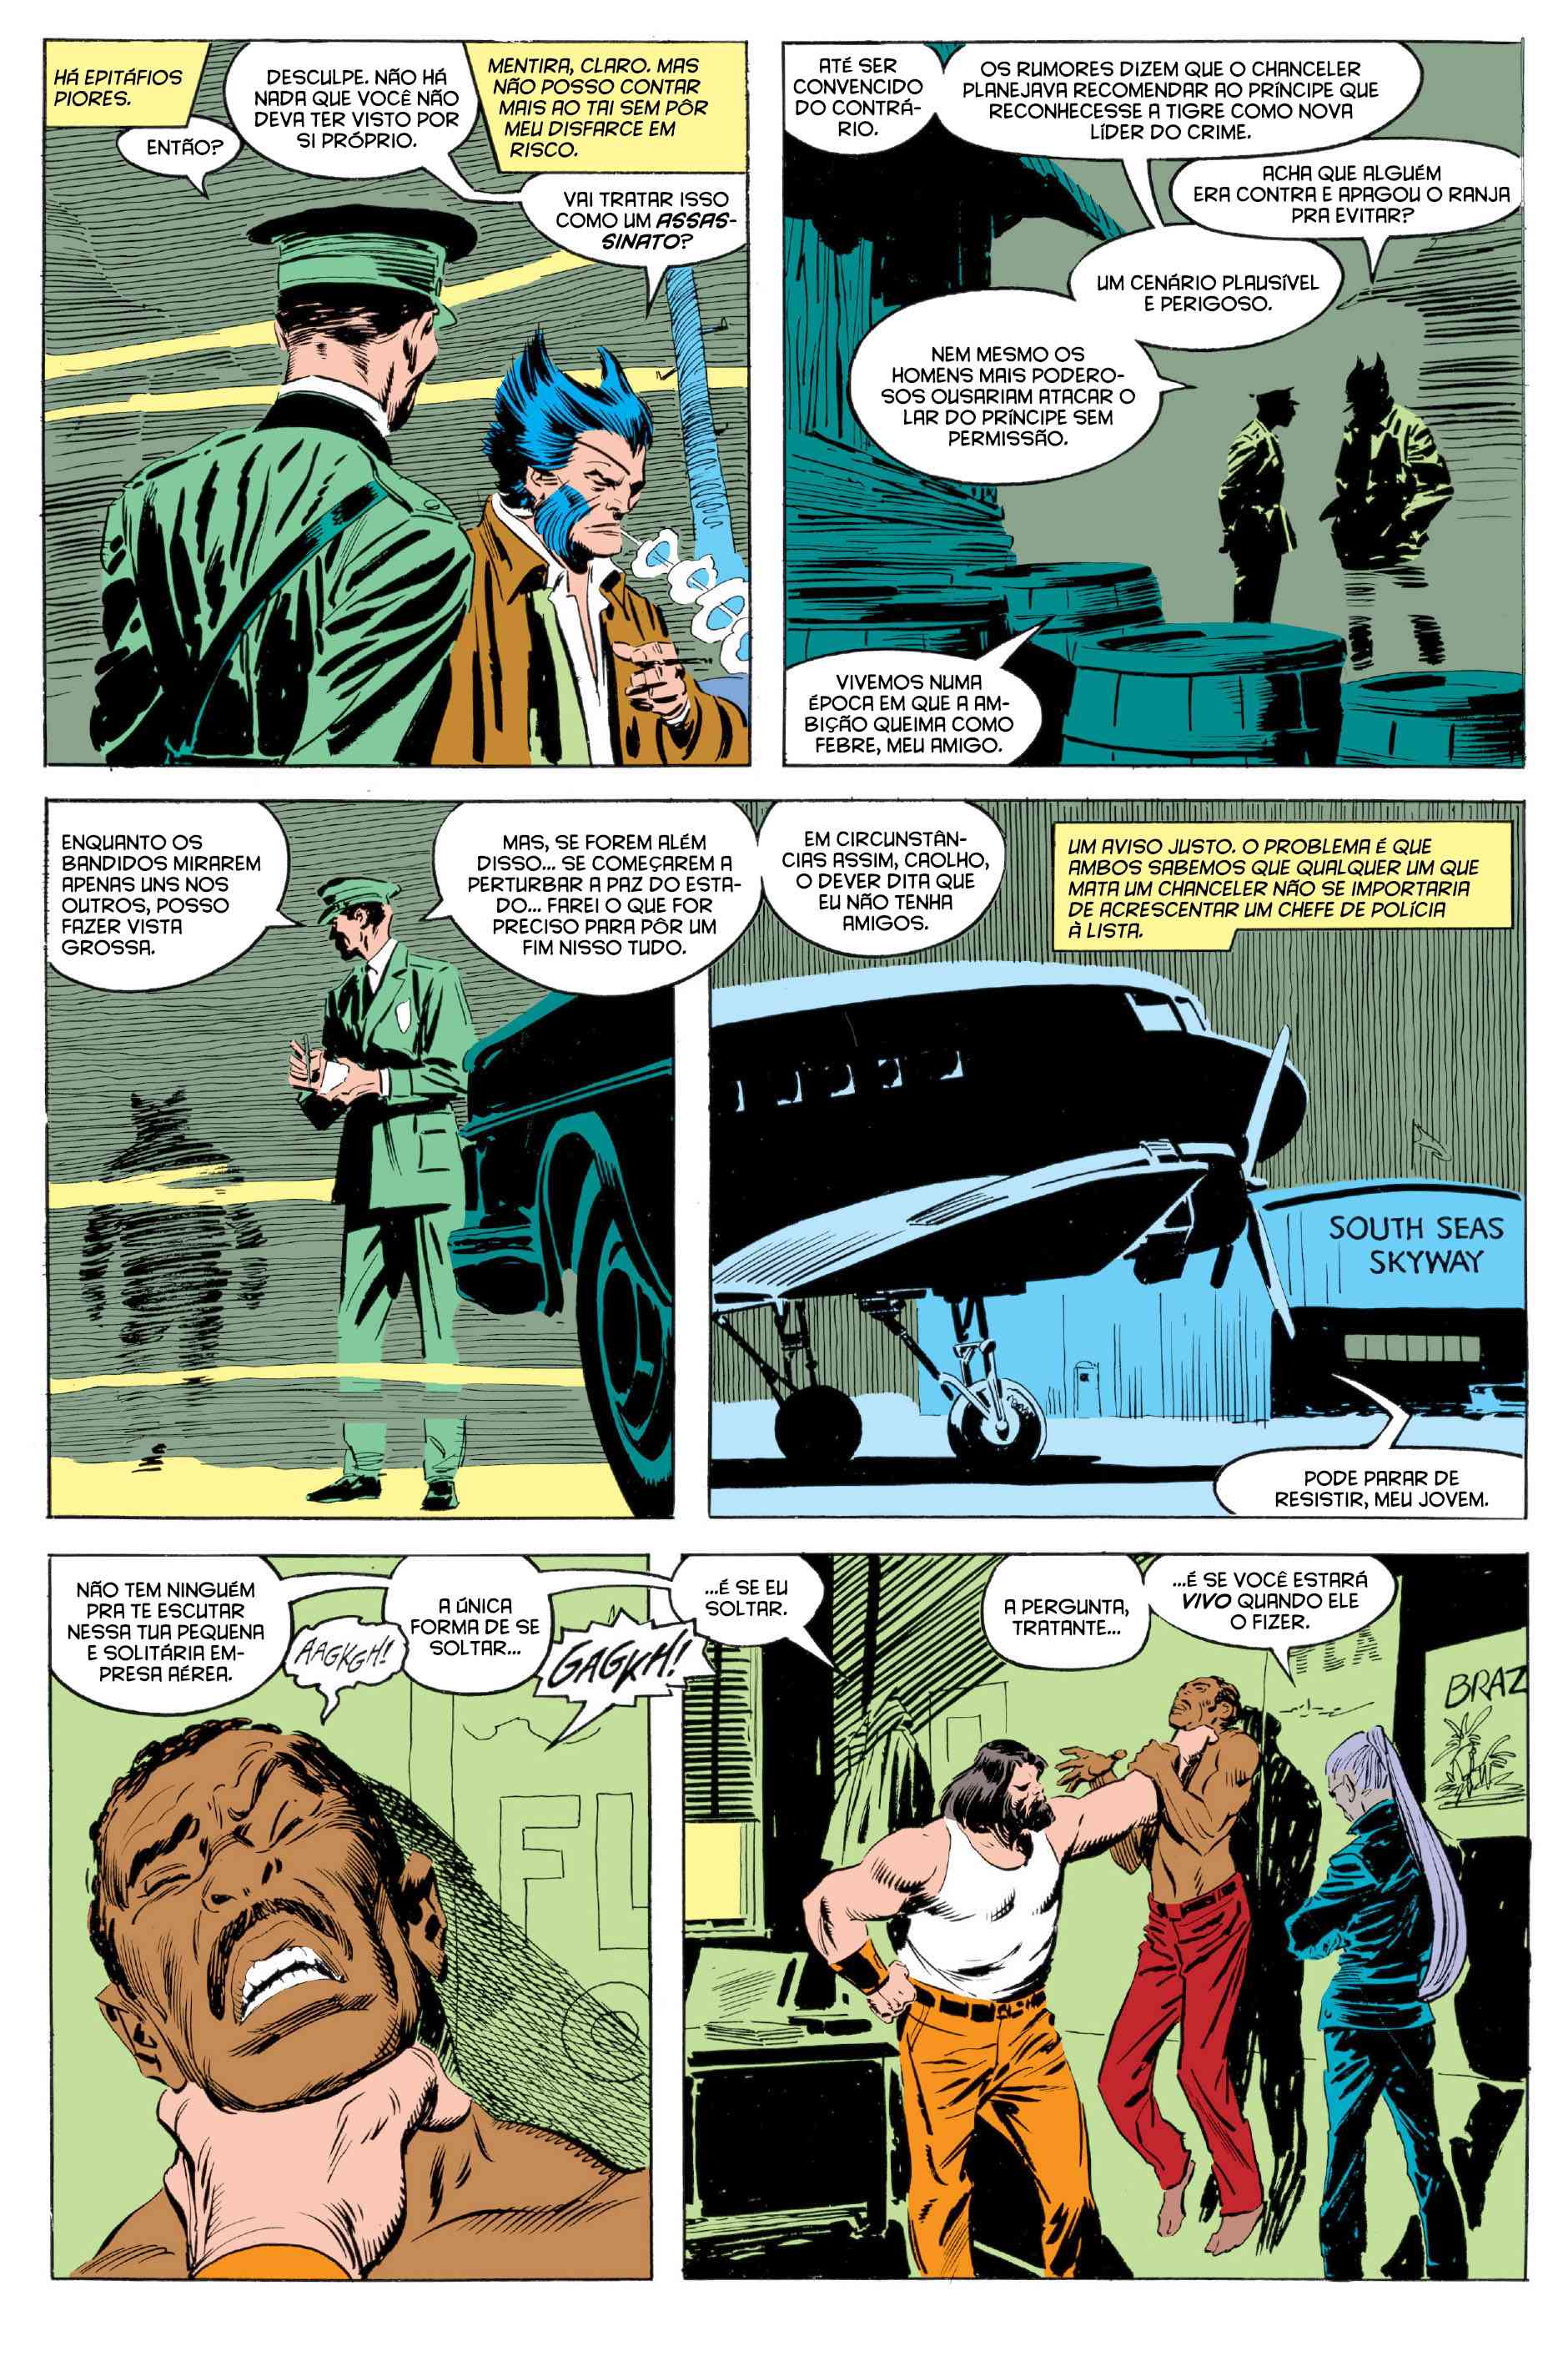 HÁ EPITÁFIOS
PIORES.
ENTÃO?
DESCULPE. NÃO HÁ
NADA QUE VOCÊ NÃO
DEVA TER VISTO POR
SI PRÓPRIO.
MENTIRA, CLARO. MAS
NÃO POSSO CONTAR
MAIS AO TAI SEM PÔR
MEU DISFARCE EM
RISCO.
VAI TRATAR ISSO
COMO UM ASSAS-
SINATO?
ATÉ SER
CONVENCIDO
DO CONTRÁ-
RIO.
OS RUMORES DIZEM QUE O CHANCELER
PLANEJAVA RECOMENDAR AO PRÍNCIPE QUE
RECONHECESSE A TIGRE COMO NOVA
LÍDER DO CRIME.
ACHA QUE ALGUÉM
ERA CONTRA E APAGOU O RANJA
PRA EVITAR?
UM CENÁRIO PLAUSÍVEL
E PERIGOSO.
NEM MESMO OS
HOMENS MAIS PODERO-
SOS OUSARIAM ATACAR O
LAR DO PRÍNCIPE SEM
PERMISSÃO.
VIVEMOS NUMA
ÉPOCA EM QUE A AM-
BIÇÃO QUEIMA COMO
FEBRE, MEU AMIGO.
ENQUANTO OS
BANDIDOS MIRAREM
APENAS UNS NOS
OUTROS, POSSO
FAZER VISTA
GROSSA.
MAS, SE FOREM ALÉM
DISSO... SE COMEÇAREM A
PERTURBAR A PAZ DO ESTA-
DO... FAREI O QUE FOR
PRECISO PARA PÔR UM
FIM NISSO TUDO.
EM CIRCUNSTÂN-
CIAS ASSIM, CAOLHO,
O DEVER DITA QUE
EU NÃO TENHA
AMIGOS.
UM AVISO JUSTO. O PROBLEMA É QUE
AMBOS SABEMOS QUE QUALQUER UM QUE
MATA UM CHANCELER NÃO SE IMPORTARIA
DE ACRESCENTAR UM CHEFE DE POLÍCIA
À LISTA.
SOUTH SEAS
SKYWAY
PODE PARAR DE
RESISTIR, MEU JOVEM.
NÃO TEM NINGUÉM
PRA TE ESCUTAR
NESSA TUA PEQUENA
E SOLITÁRIA EM-
PRESA AÉREA.
AAGKGH!
A ÚNICA
FORMA DE SE
SOLTAR...
GAGKH!
FL
...É SE EU
SOLTAR.
A PERGUNTA,
TRATANTE...
...É SE VOCÊ ESTARÁ
VIVO QUANDO ELE
O FIZER.
BRAZ